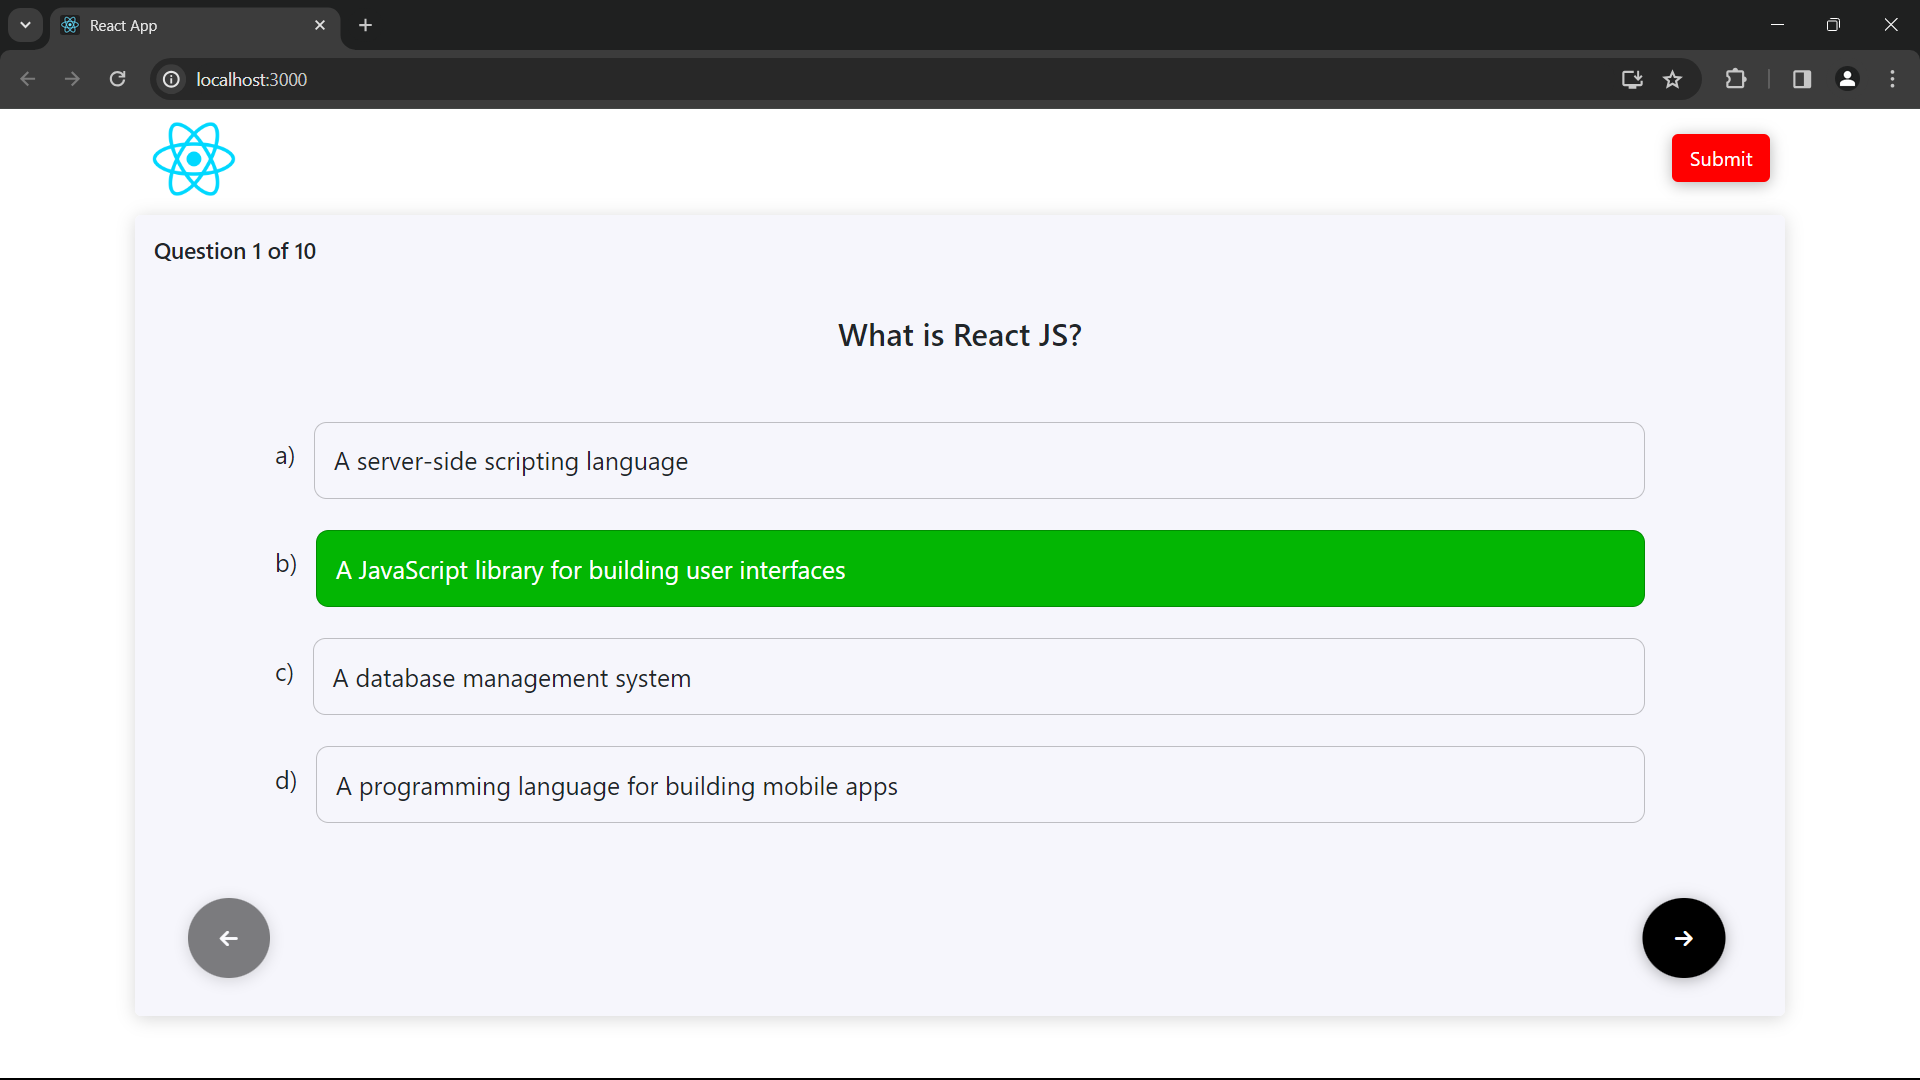 React App
localhost:3000
Submit
Question 1 of 10
What is React JS?
a) A server-side scripting language
b) A JavaScript library for building user interfaces
c) A database management system
d) A programming language for building mobile apps